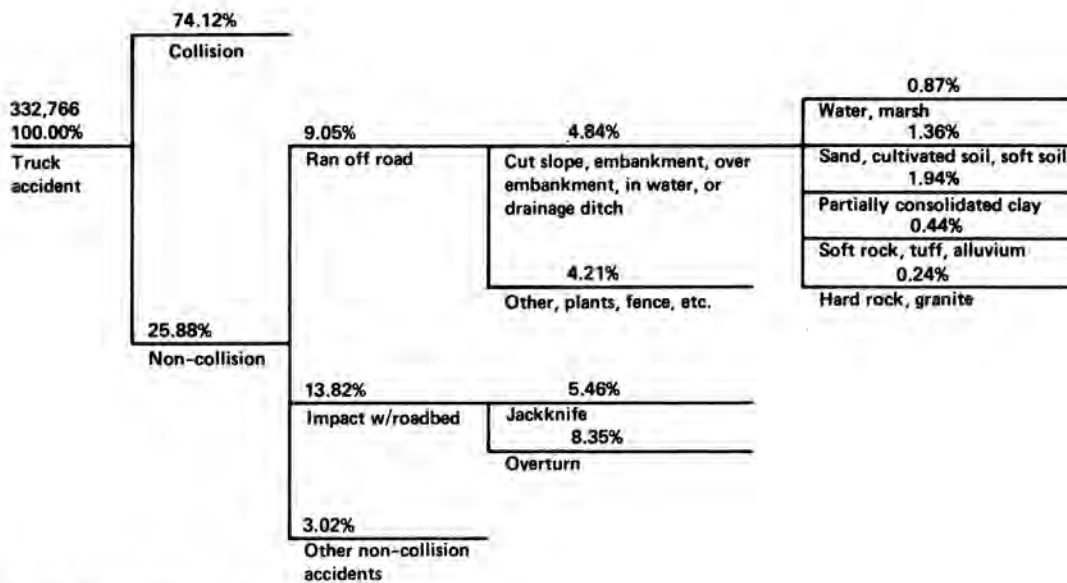 74.12%
Collision
332,766
100.00%
Truck
accident
25.88%
Non-collision
9.05%
Ran off road
4.84%
Cut slope, embankment, over
embankment, in water, or
drainage ditch
0.87%
Water, marsh
1.36%
Sand, cultivated soil, soft soil
1.94%
Partially consolidated clay
0.44%
Soft rock, tuff, alluvium
0.24%
Hard rock, granite
4.21%
Other, plants, fence, etc.
13.82%
Impact w/roadbed
5.46%
Jackknife
8.35%
Overturn
3.02%
Other non-collision
accidents